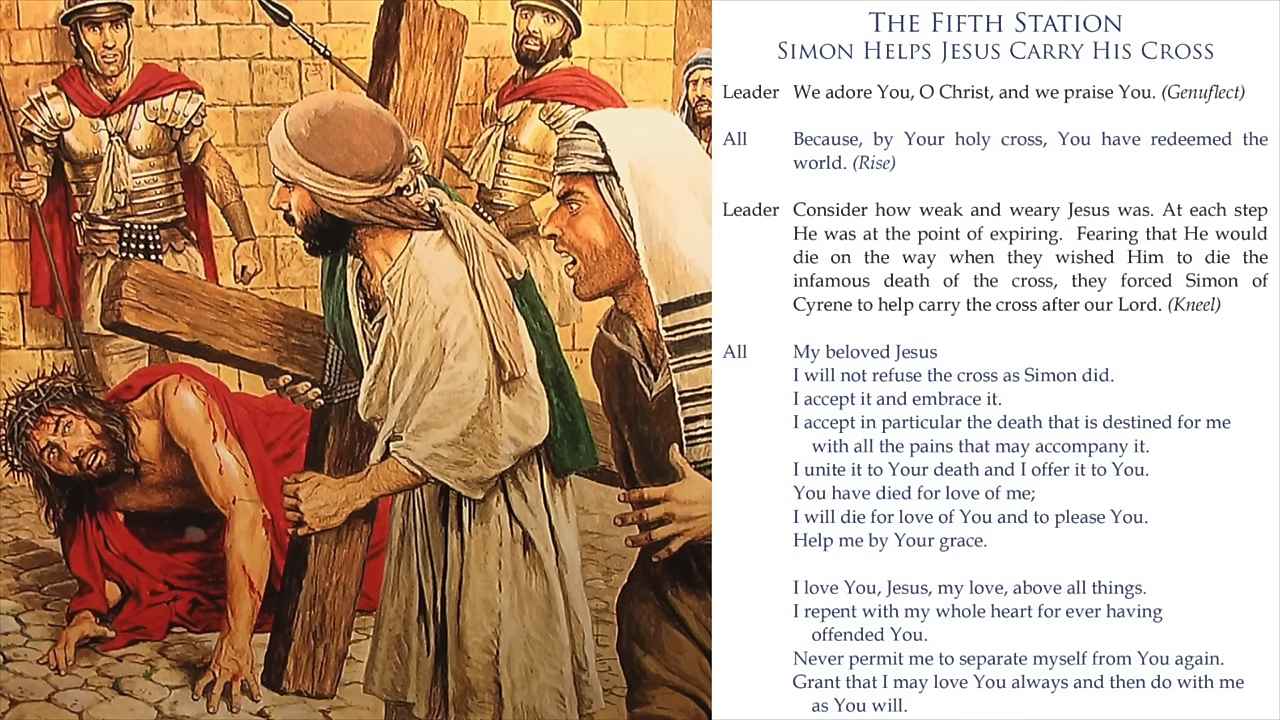 The Fifth Station
Simon Helps Jesus Carry His Cross
Leader We adore You, O Christ, and we praise You. (Genuflect)
All Because, by Your holy cross, You have redeemed the
world. (Rise)
Leader Consider how weak and weary Jesus was. At each step
He was at the point of expiring. Fearing that He would
die on the way when they wished Him to die the
infamous death of the cross, they forced Simon of
Cyrene to help carry the cross after our Lord. (Kneel)
All My beloved Jesus
I will not refuse the cross as Simon did.
I accept it and embrace it.
I accept in particular the death that is destined for me
with all the pains that may accompany it.
I unite it to Your death and I offer it to You.
You have died for love of me;
I will die for love of You and to please You.
Help me by Your grace.
I love You, Jesus, my love, above all things.
I repent with my whole heart for ever having
offended You.
Never permit me to separate myself from You again.
Grant that I may love You always and then do with me
as You will.